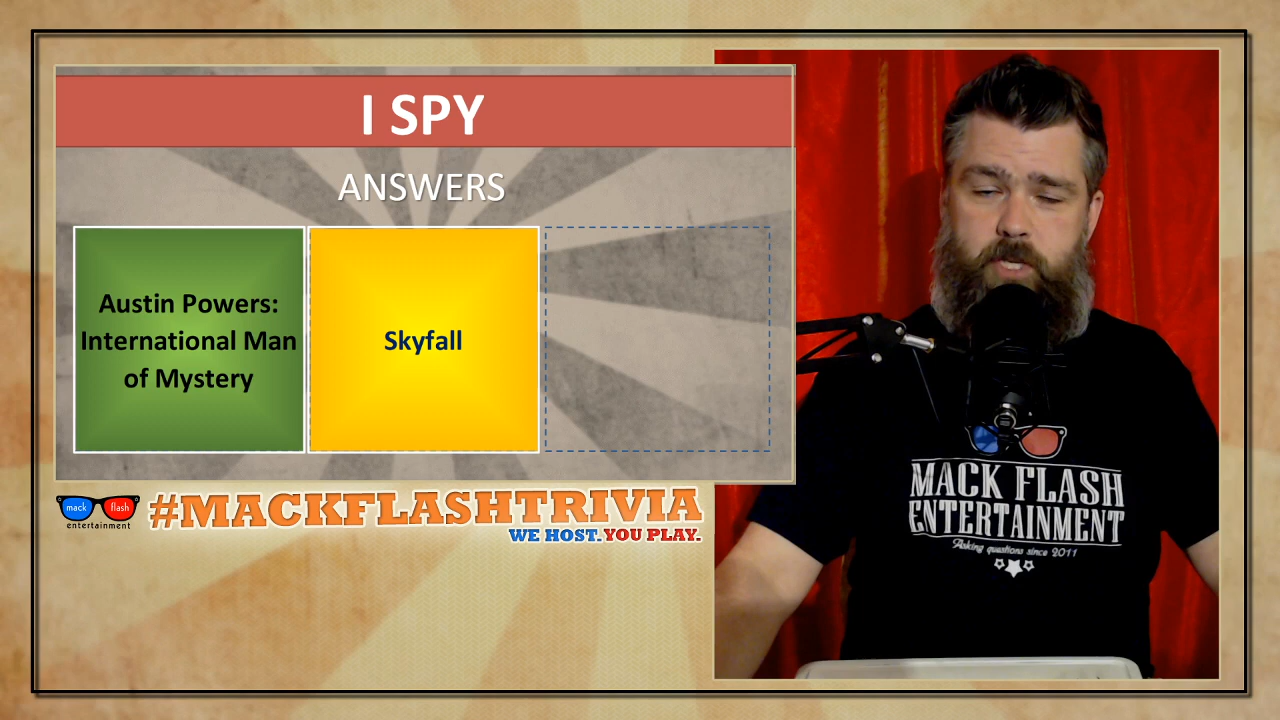 I SPY
ANSWERS
Austin Powers:
International Man
of Mystery
Skyfall
mack flash
entertainment
#MACKFLASHTRIVIA
WE HOST.YOU PLAY.
MACK FLASH
ENTERTAINMENT
Asking questions since 2011